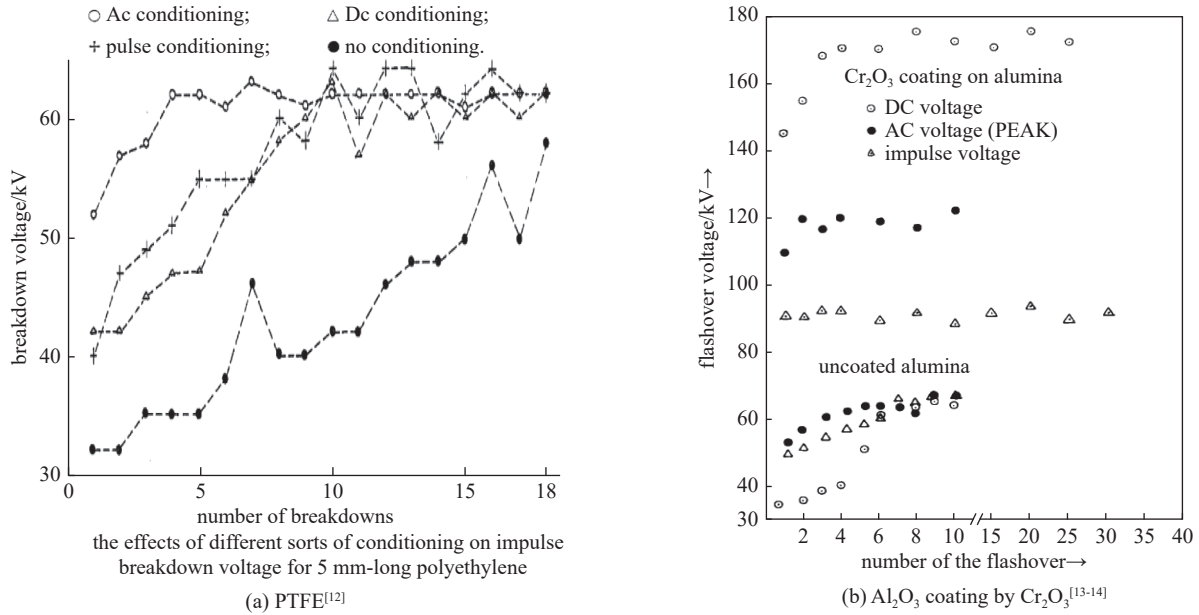 Ac conditioning; Dc conditioning;
pulse conditioning; no conditioning.
60
50
40
30
breakdown voltage/kV
0 5 10 15 18
number of breakdowns
the effects of different sorts of conditioning on impulse
breakdown voltage for 5 mm-long polyethylene
(a) PTFE[12]
180
160
140
120
100
80
60
40
30
flashover voltage/kV→
Cr₂O₃ coating on alumina
DC voltage
AC voltage (PEAK)
impulse voltage
uncoated alumina
2 4 6 8 10 15 20 25 30 40
number of the flashover→
(b) Al₂O₃ coating by Cr₂O₃[13-14]